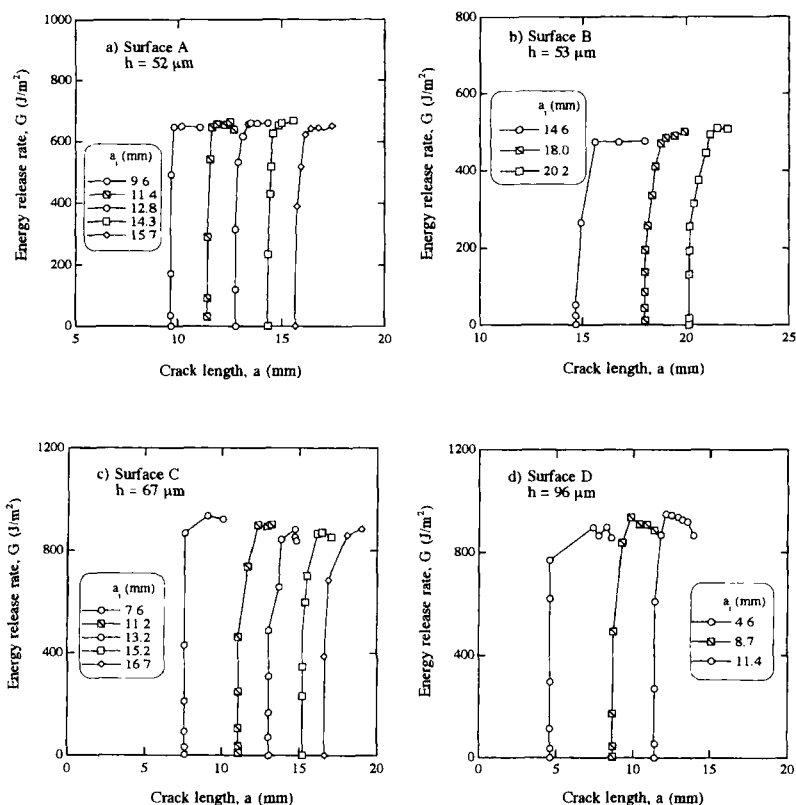 1000
800
600
400
200
0
Energy release rate, G (J/m²)
a) Surface A
h = 52 μm
a_i (mm)
9 6
11 4
12.8
14.3
15 7
5
10
15
20
Crack length, a (mm)
800
600
400
200
0
Energy release rate, G (J/m²)
b) Surface B
h = 53 μm
a_i (mm)
14 6
18.0
20 2
10
15
20
25
Crack length, a (mm)
1200
800
400
0
Energy release rate, G (J/m²)
c) Surface C
h = 67 μm
a_i (mm)
7 6
11 2
13.2
15.2
16.7
0
5
10
15
20
Crack length, a (mm)
1200
800
400
0
Energy release rate, G (J/m²)
d) Surface D
h = 96 μm
a_i (mm)
4 6
8.7
11.4
0
5
10
15
20
Crack length, a (mm)